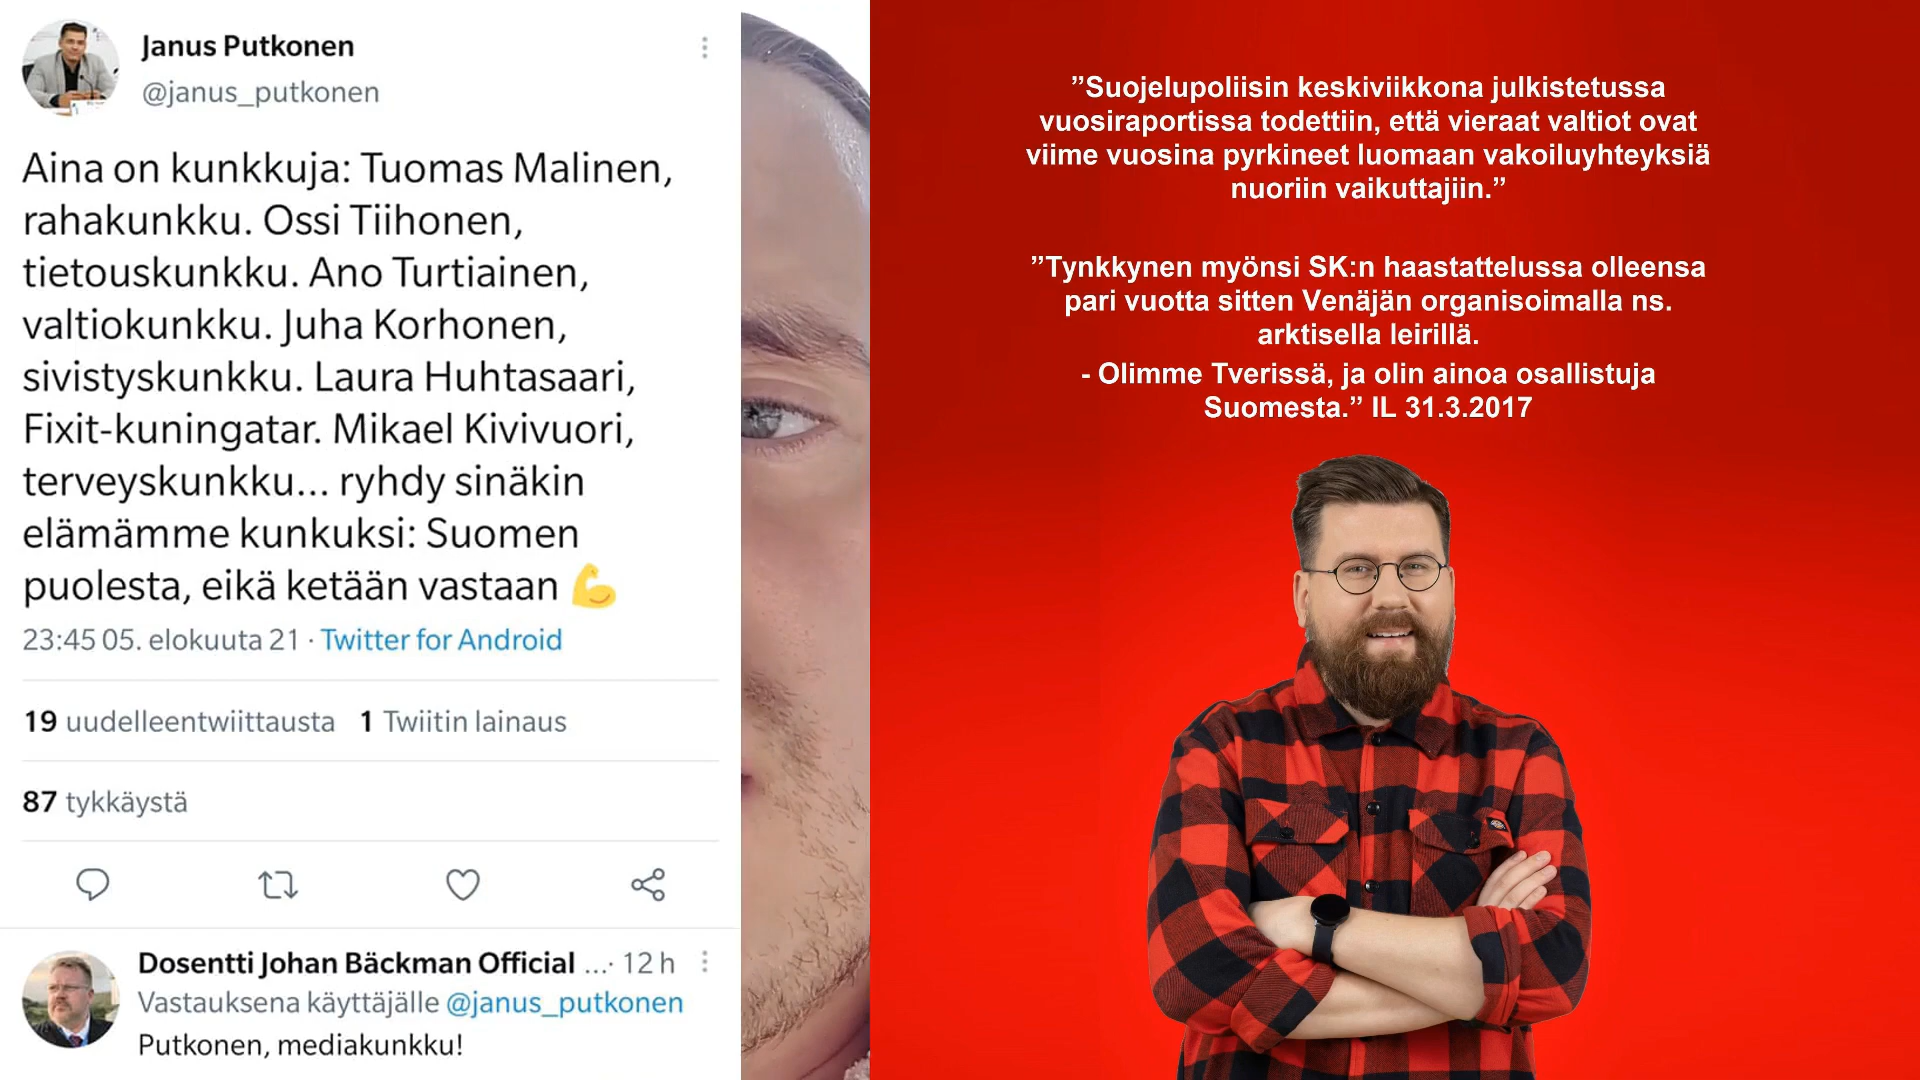 Janus Putkonen
@janus_putkonen
Aina on kunkkuja: Tuomas Malinen,
rahakunkku. Ossi Tiihonen,
tietouskunkku. Ano Turtiainen,
valtiokunkku. Juha Korhonen,
sivistyskunkku. Laura Huhtasaari,
Fixit-kuningatar. Mikael Kivivuori,
terveyskunkku... ryhdy sinäkin
elämämme kunkuksi: Suomen
puolesta, eikä ketään vastaan 💪
23:45 05. elokuuta 21 · Twitter for Android
19 uudelleentwiittausta 1 Twiitin lainaus
87 tykkäystä
Dosentti Johan Bäckman Official ...· 12 h
Vastauksena käyttäjälle @janus_putkonen
Putkonen, mediakunkku!
”Suojelupoliisin keskiviikkona julkistetussa
vuosiraportissa todettiin, että vieraat valtiot ovat
viime vuosina pyrkineet luomaan vakoiluyhteyksiä
nuoriin vaikuttajiin.”
”Tynkkynen myönsi SK:n haastattelussa olleensa
pari vuotta sitten Venäjän organisoimalla ns.
arktisella leirillä.
- Olimme Tverissä, ja olin ainoa osallistuja
Suomesta.” IL 31.3.2017